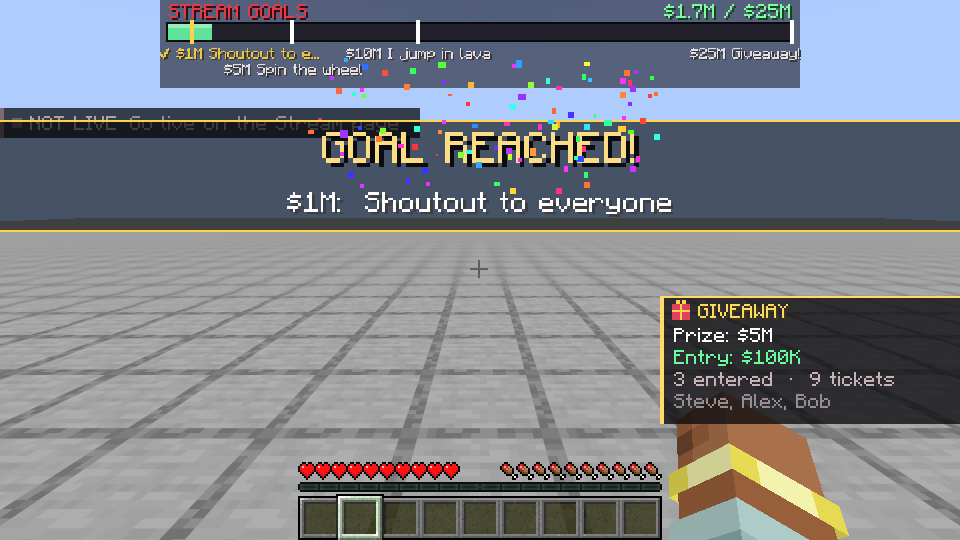 STREAM GOALS
$1.7M / $25M
✔ $1M Shoutout to e...
$10M I jump in lava
$25M Giveaway!
$5M Spin the wheel
NOT LIVE Go live on the Stream page
GOAL REACHED!
$1M: Shoutout to everyone
GIVEAWAY
Prize: $5M
Entry: $100K
3 entered · 9 tickets
Steve, Alex, Bob